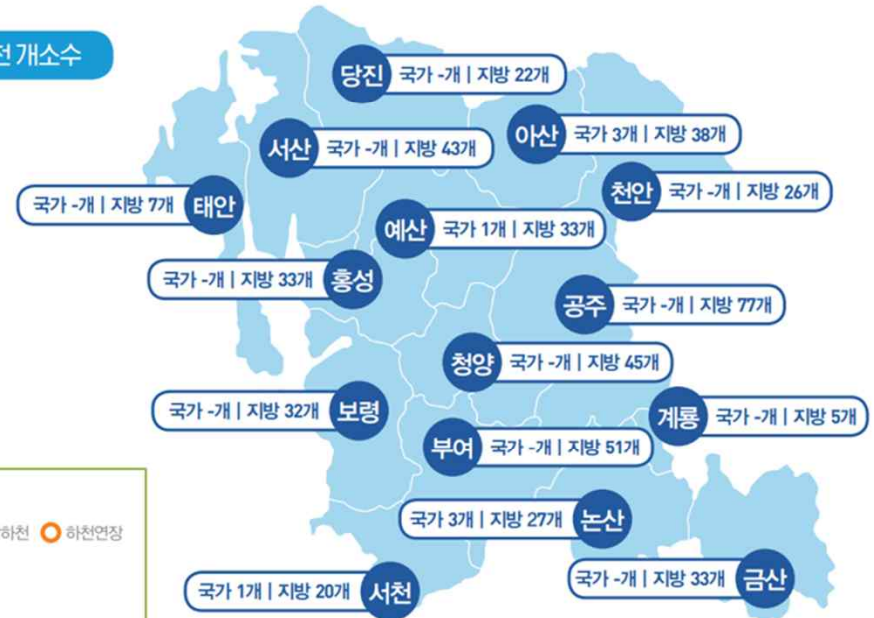 개소수
당진 국가 -개 | 지방 22개
아산 국가 3개 | 지방 38개
서산 국가 -개 | 지방 43개
천안 국가 -개 | 지방 26개
국가 -개 | 지방 7개 태안
예산 국가 1개 | 지방 33개
국가 -개 | 지방 33개 홍성
공주 국가 -개 | 지방 77개
청양 국가 -개 | 지방 45개
국가 -개 | 지방 32개 보령
계룡 국가 -개 | 지방 5개
부여 국가 -개 | 지방 51개
국가 3개 | 지방 27개 논산
하천 하천연장
국가 -개 | 지방 33개 금산
국가 1개 | 지방 20개 서천